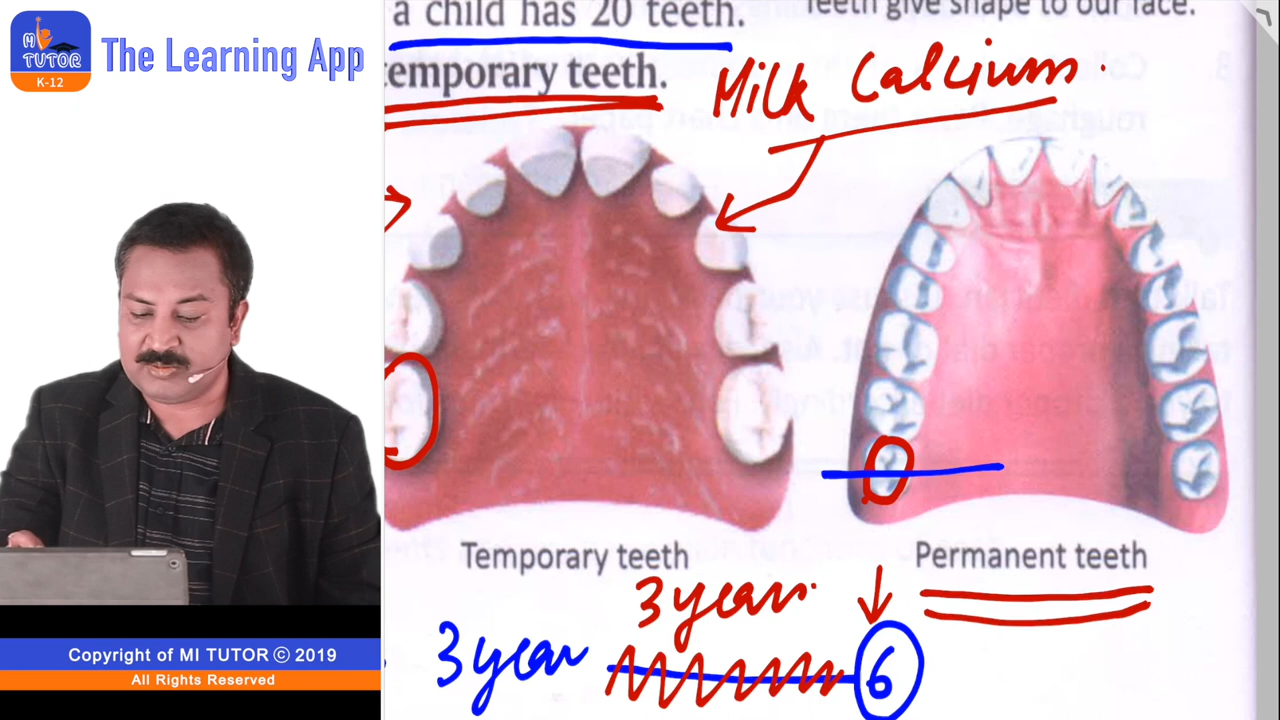 MI
TUTOR
K-12
The Learning App
a child has 20 teeth.
Teeth give shape to our face.
temporary teeth.
Milk Calcium.
Temporary teeth
Permanent teeth
3 years.
3 year
6
Copyright of MI TUTOR © 2019
All Rights Reserved